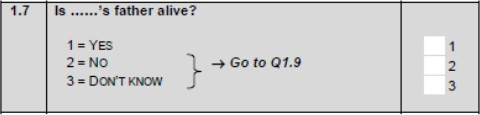 1.7 Is ......'s father alive?
1 = YES 1
2 = NO → Go to Q1.9 2
3 = DON'T KNOW 3